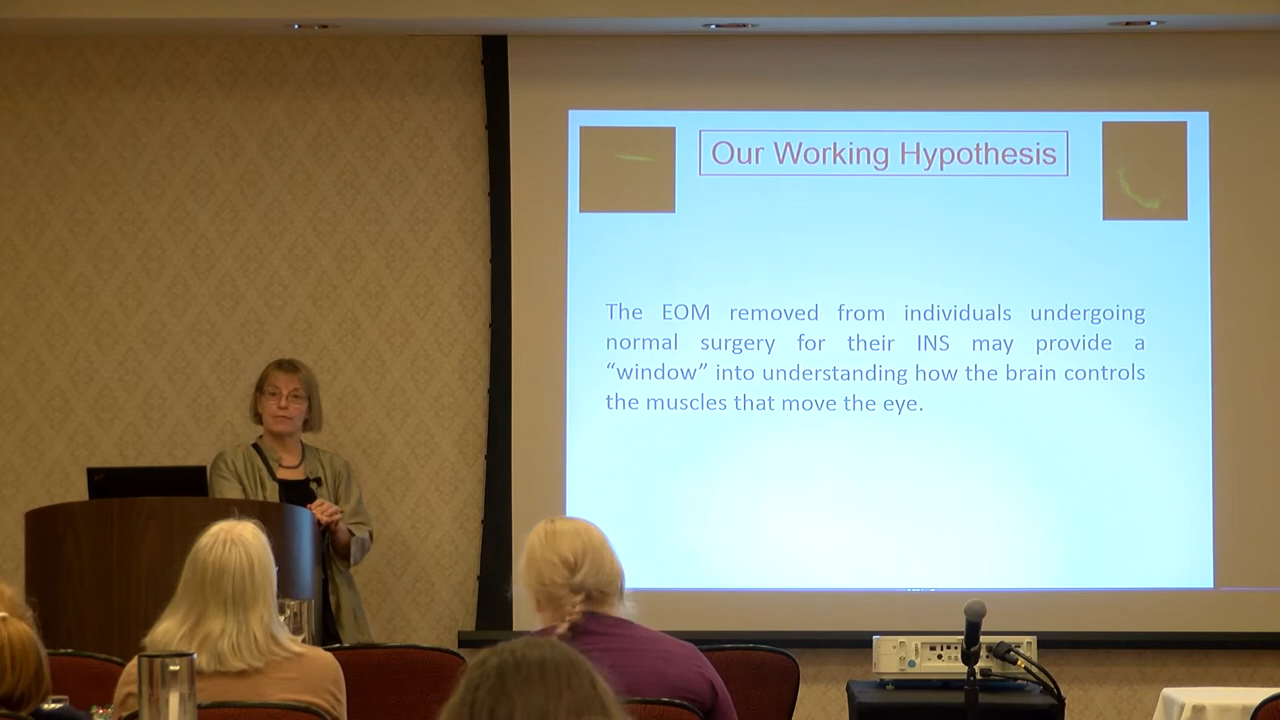 Our Working Hypothesis
The EOM removed from individuals undergoing
normal surgery for their INS may provide a
“window” into understanding how the brain controls
the muscles that move the eye.